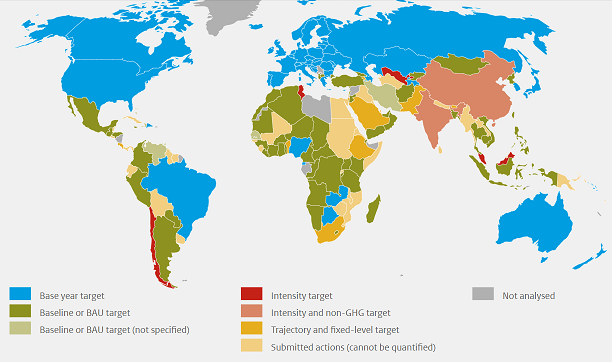 Base year target
Baseline or BAU target
Baseline or BAU target (not specified)
Intensity target
Intensity and non-GHG target
Trajectory and fixed-level target
Submitted actions (cannot be quantified)
Not analysed